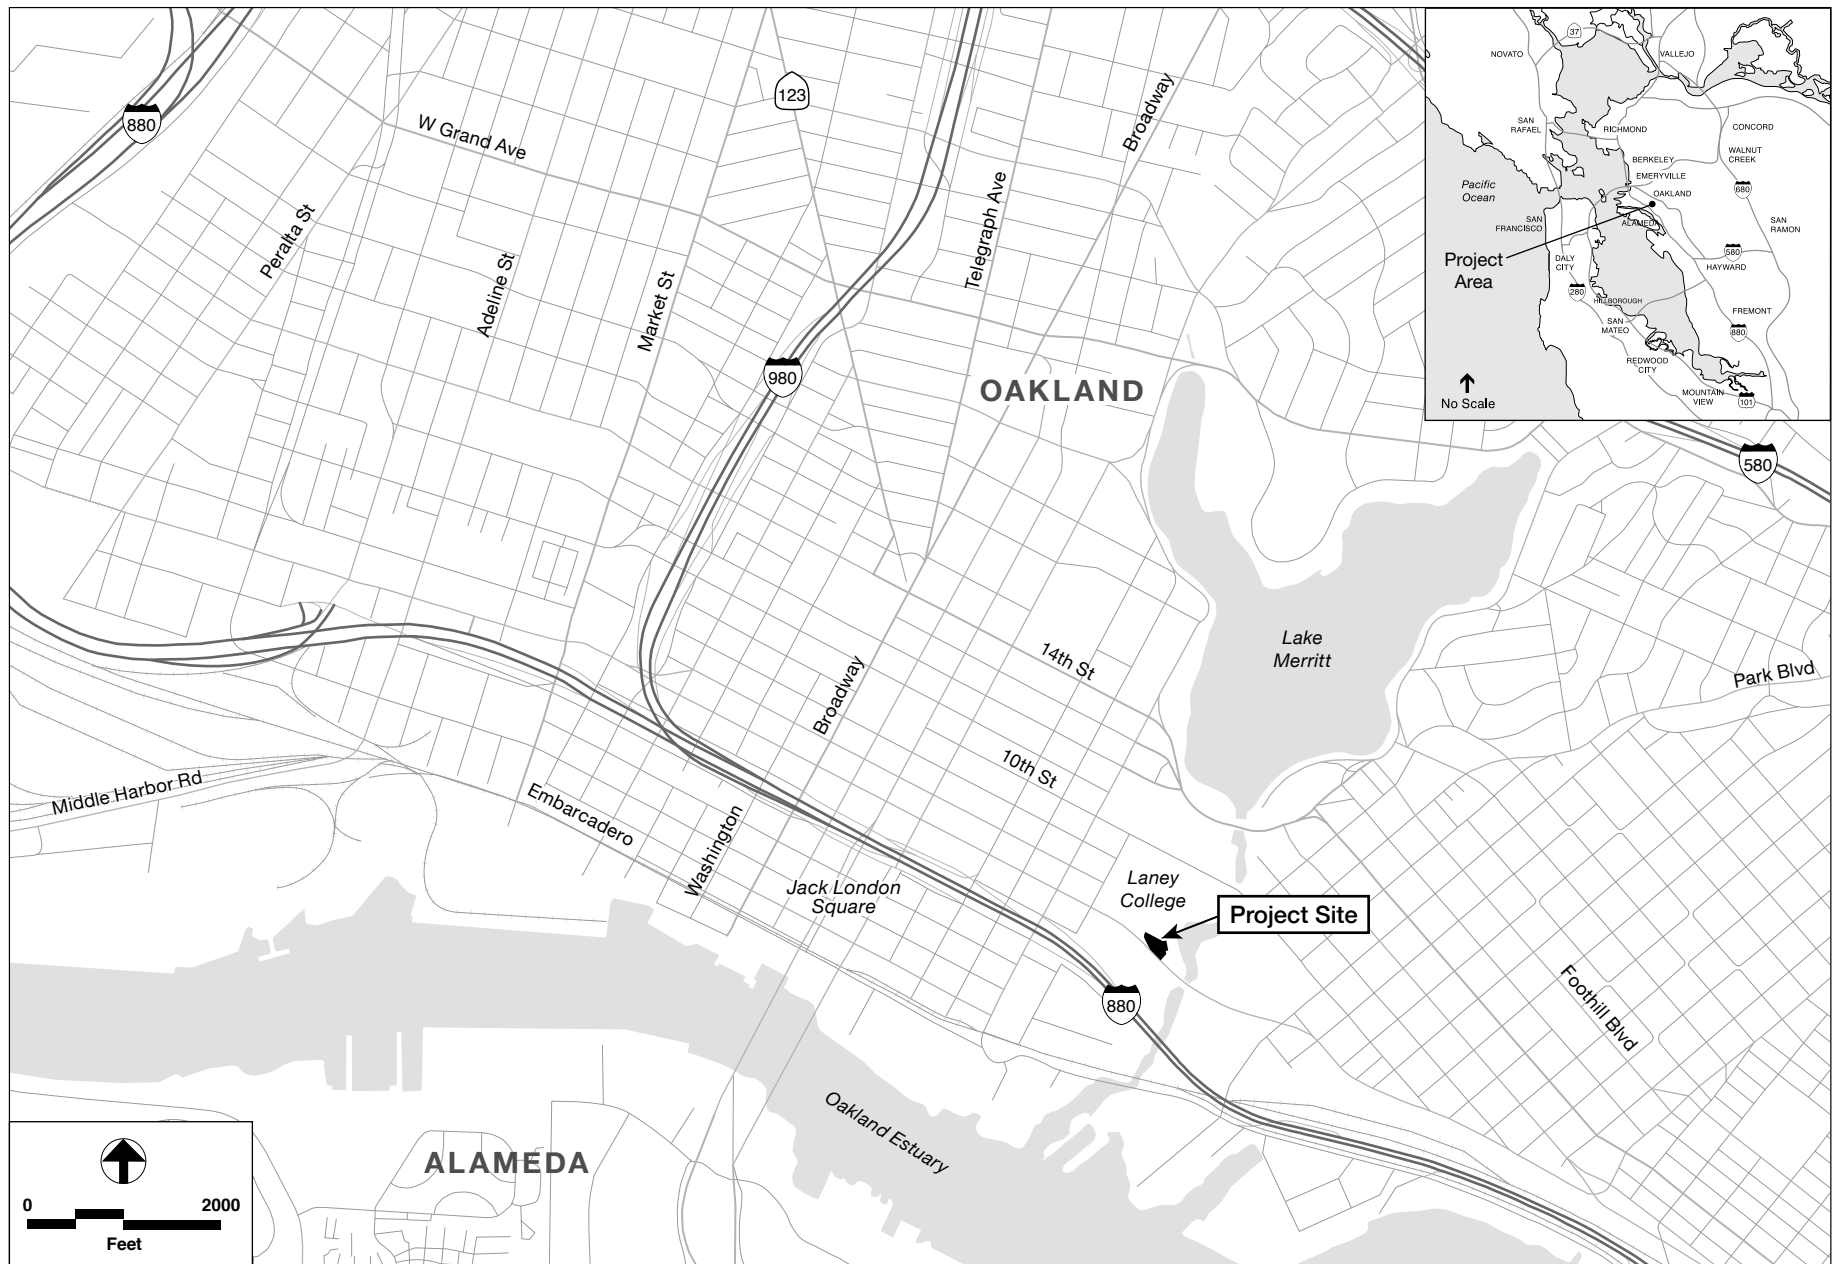 37
NOVATO
VALLEJO
SAN
RAFAEL
RICHMOND
CONCORD
WALNUT
CREEK
BERKELEY
EMERYVILLE
OAKLAND
680
Pacific
Ocean
SAN
FRANCISCO
ALAMEDA
SAN
RAMON
Project
Area
DALY
CITY
580
HAYWARD
280
HILLBOROUGH
SAN
MATEO
FREMONT
880
REDWOOD
CITY
MOUNTAIN
VIEW
101
No Scale
880
123
W Grand Ave
Broadway
Peralta St
Adeline St
Market St
Telegraph Ave
980
OAKLAND
580
Lake
Merritt
14th St
Park Blvd
Broadway
10th St
Middle Harbor Rd
Embarcadero
Washington
Jack London
Square
Laney
College
Project Site
880
Foothill Blvd
Oakland Estuary
ALAMEDA
0 2000
Feet